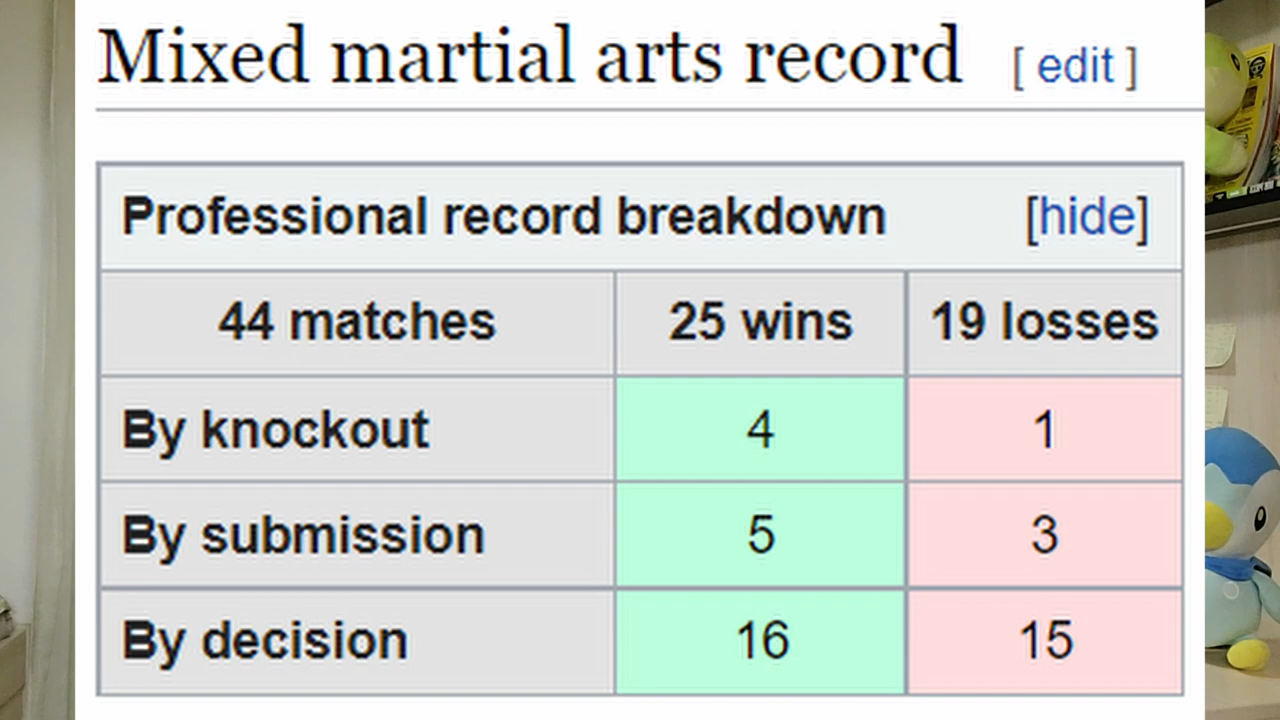 Mixed martial arts record [ edit ]
Professional record breakdown [hide]
44 matches 25 wins 19 losses
By knockout 4 1
By submission 5 3
By decision 16 15